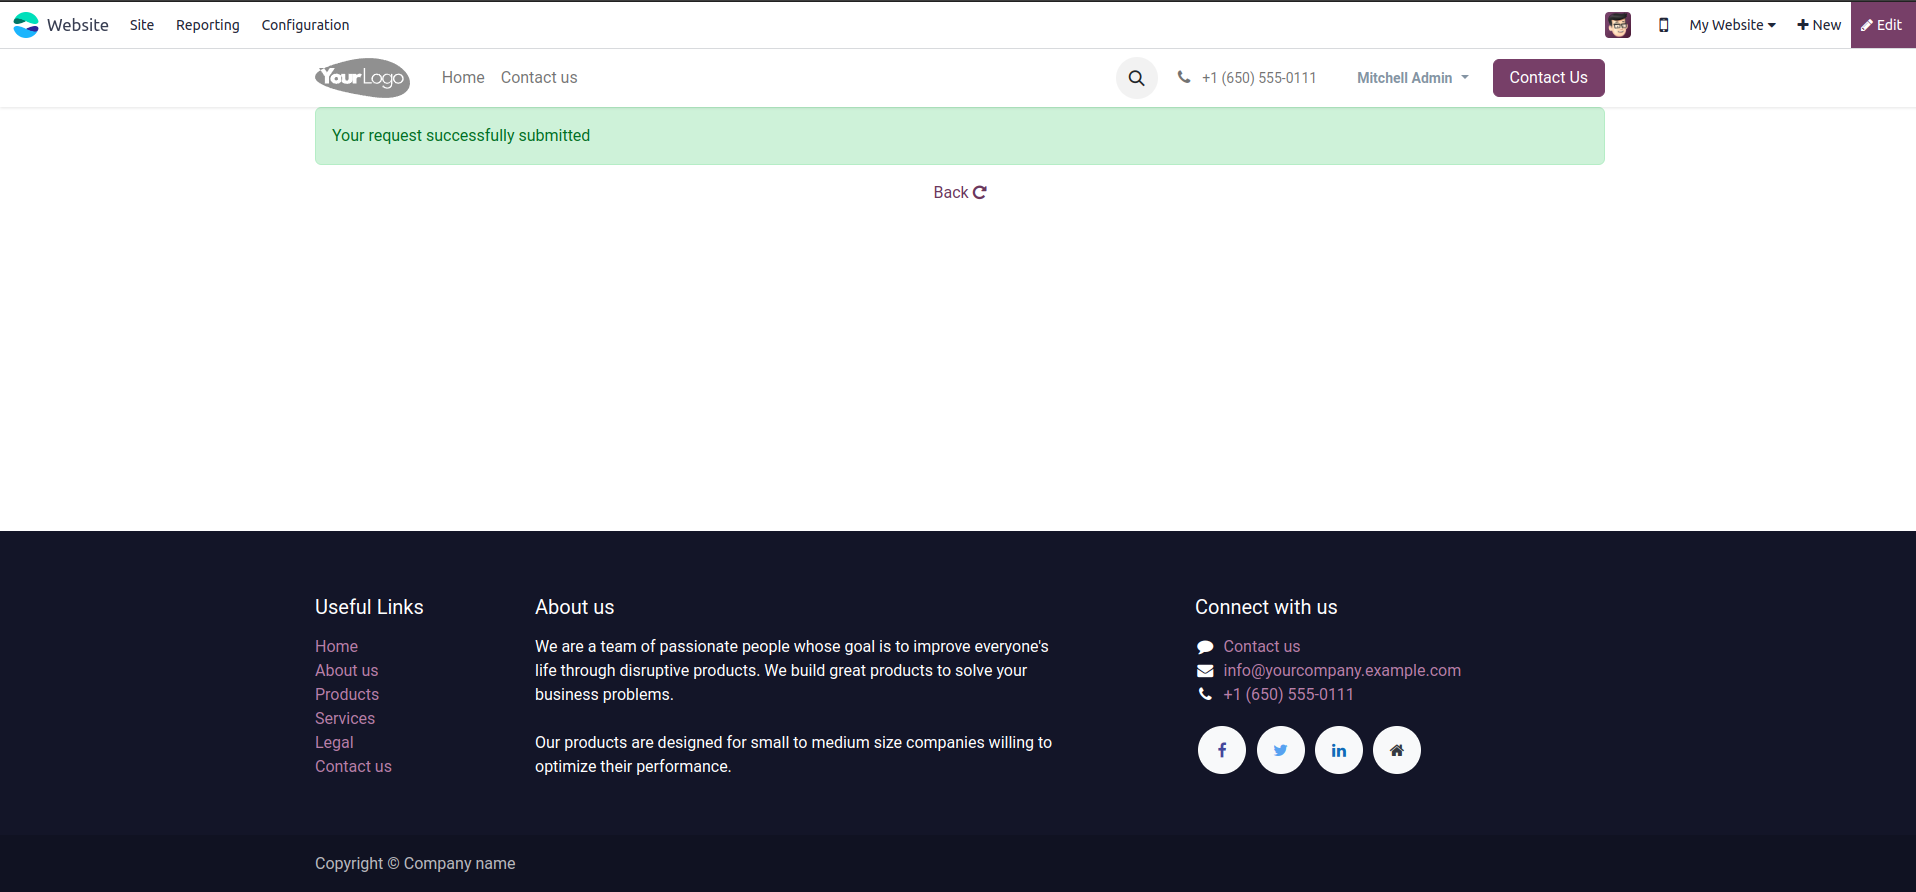 Website Site Reporting Configuration My Website New Edit
YourLogo Home Contact us +1 (650) 555-0111 Mitchell Admin Contact Us
Your request successfully submitted
Back
Useful Links
Home
About us
Products
Services
Legal
Contact us
About us
We are a team of passionate people whose goal is to improve everyone's
life through disruptive products. We build great products to solve your
business problems.
Our products are designed for small to medium size companies willing to
optimize their performance.
Connect with us
Contact us
info@yourcompany.example.com
+1 (650) 555-0111
Copyright © Company name